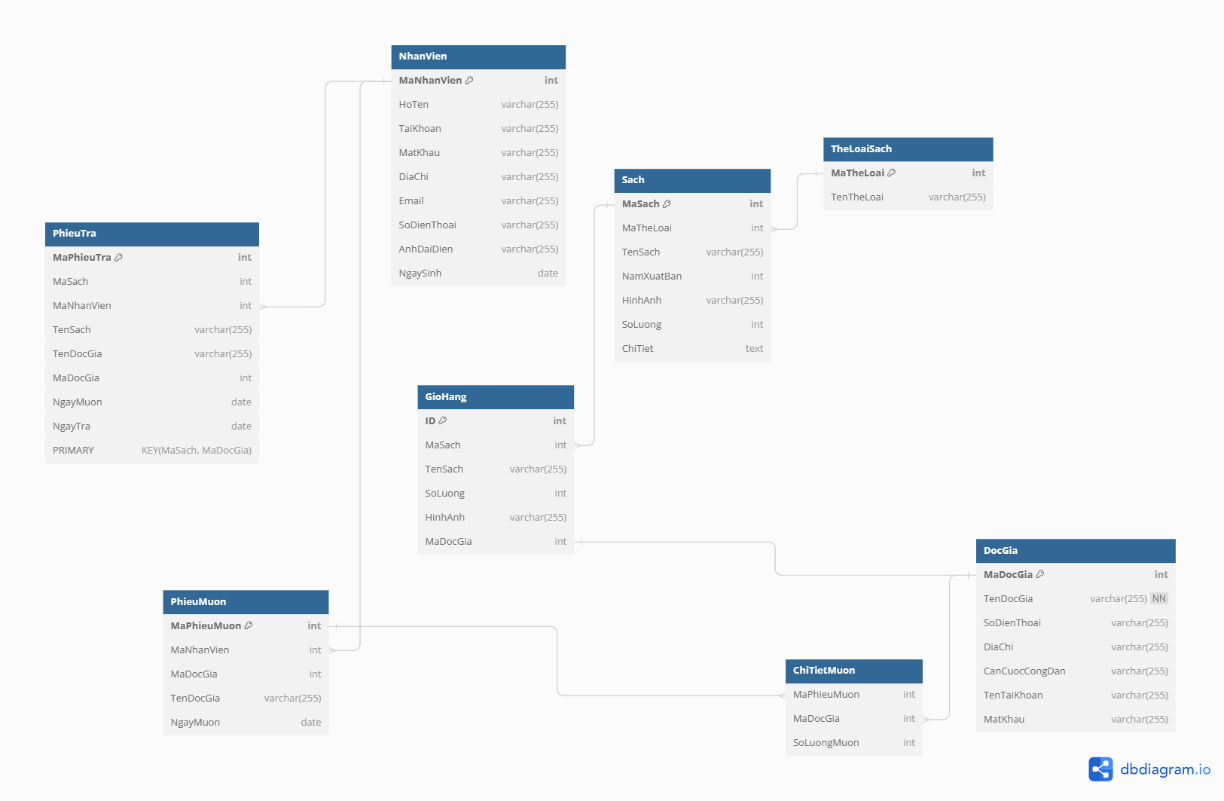 NhanVien
MaNhanVien int
HoTen varchar(255)
TaiKhoan varchar(255)
MatKhau varchar(255)
DiaChi varchar(255)
Email varchar(255)
SoDienThoai varchar(255)
AnhDaiDien varchar(255)
NgaySinh date
TheLoaiSach
MaTheLoai int
TenTheLoai varchar(255)
Sach
MaSach int
MaTheLoai int
TenSach varchar(255)
NamXuatBan int
HinhAnh varchar(255)
SoLuong int
ChiTiet text
PhieuTra
MaPhieuTra int
MaSach int
MaNhanVien int
TenSach varchar(255)
TenDocGia varchar(255)
MaDocGia int
NgayMuon date
NgayTra date
PRIMARY KEY(MaSach, MaDocGia)
GioHang
ID int
MaSach int
TenSach varchar(255)
SoLuong int
HinhAnh varchar(255)
MaDocGia int
DocGia
MaDocGia int
TenDocGia varchar(255) NN
SoDienThoai varchar(255)
DiaChi varchar(255)
CanCuocCongDan varchar(255)
TenTaiKhoan varchar(255)
MatKhau varchar(255)
PhieuMuon
MaPhieuMuon int
MaNhanVien int
MaDocGia int
TenDocGia varchar(255)
NgayMuon date
ChiTietMuon
MaPhieuMuon int
MaDocGia int
SoLuongMuon int
dbdiagram.io